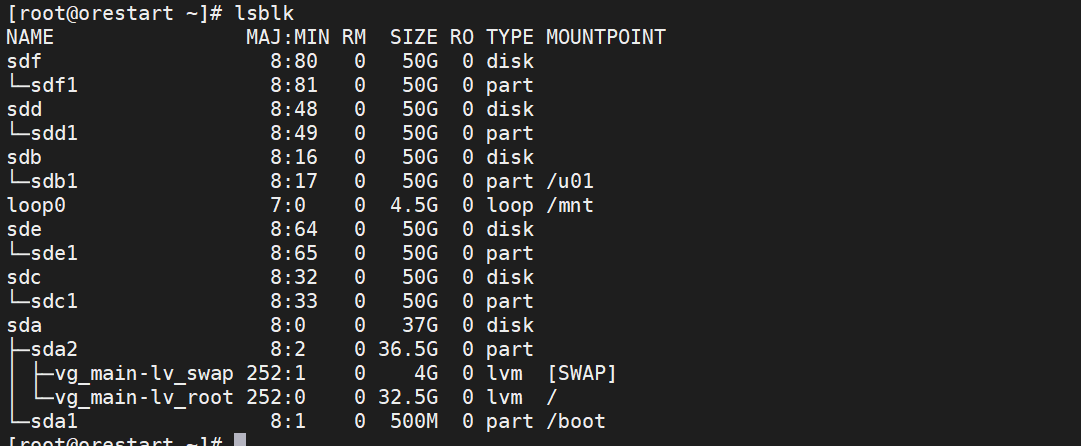 [root@orestart ~]# lsblk
NAME                MAJ:MIN RM  SIZE RO TYPE MOUNTPOINT
sdf                   8:80   0   50G  0 disk
└─sdf1                8:81   0   50G  0 part
sdd                   8:48   0   50G  0 disk
└─sdd1                8:49   0   50G  0 part
sdb                   8:16   0   50G  0 disk
└─sdb1                8:17   0   50G  0 part /u01
loop0                 7:0    0  4.5G  0 loop /mnt
sde                   8:64   0   50G  0 disk
└─sde1                8:65   0   50G  0 part
sdc                   8:32   0   50G  0 disk
└─sdc1                8:33   0   50G  0 part
sda                   8:0    0   37G  0 disk
├─sda2                8:2    0 36.5G  0 part
│ ├─vg_main-lv_swap 252:1    0    4G  0 lvm  [SWAP]
│ └─vg_main-lv_root 252:0    0 32.5G  0 lvm  /
└─sda1                8:1    0  500M  0 part /boot
[root@orestart ~]#